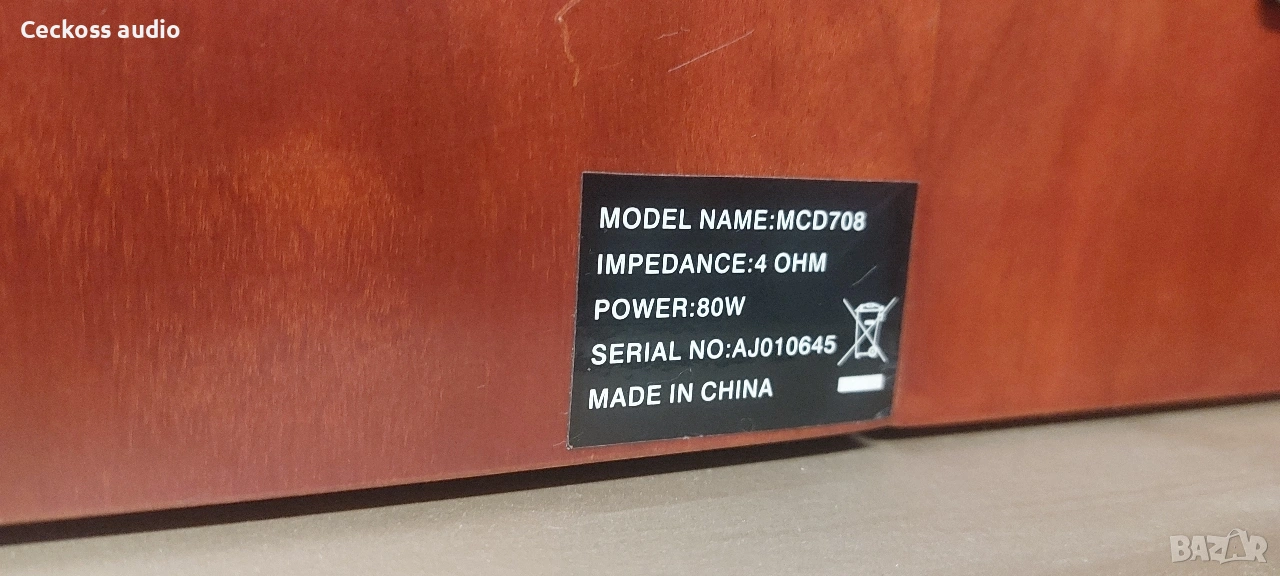 Ceckoss audio
MODEL NAME:MCD708
IMPEDANCE:4 OHM
POWER:80W
SERIAL NO:AJ010645
MADE IN CHINA
BAZAR